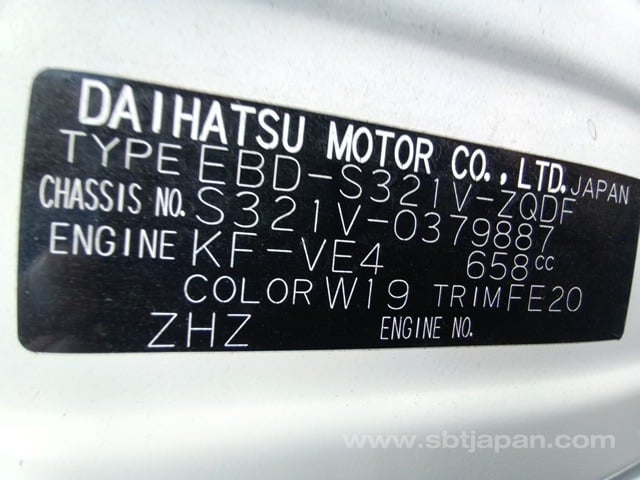 DAIHATSU MOTOR CO.,LTD. JAPAN
TYPE EBD-S321V-ZQDF
CHASSIS NO. S321V-0379887
ENGINE KF-VE4 658cc
COLOR W19 TRIM FE20
ZHZ ENGINE NO.
www.sbtjapan.com